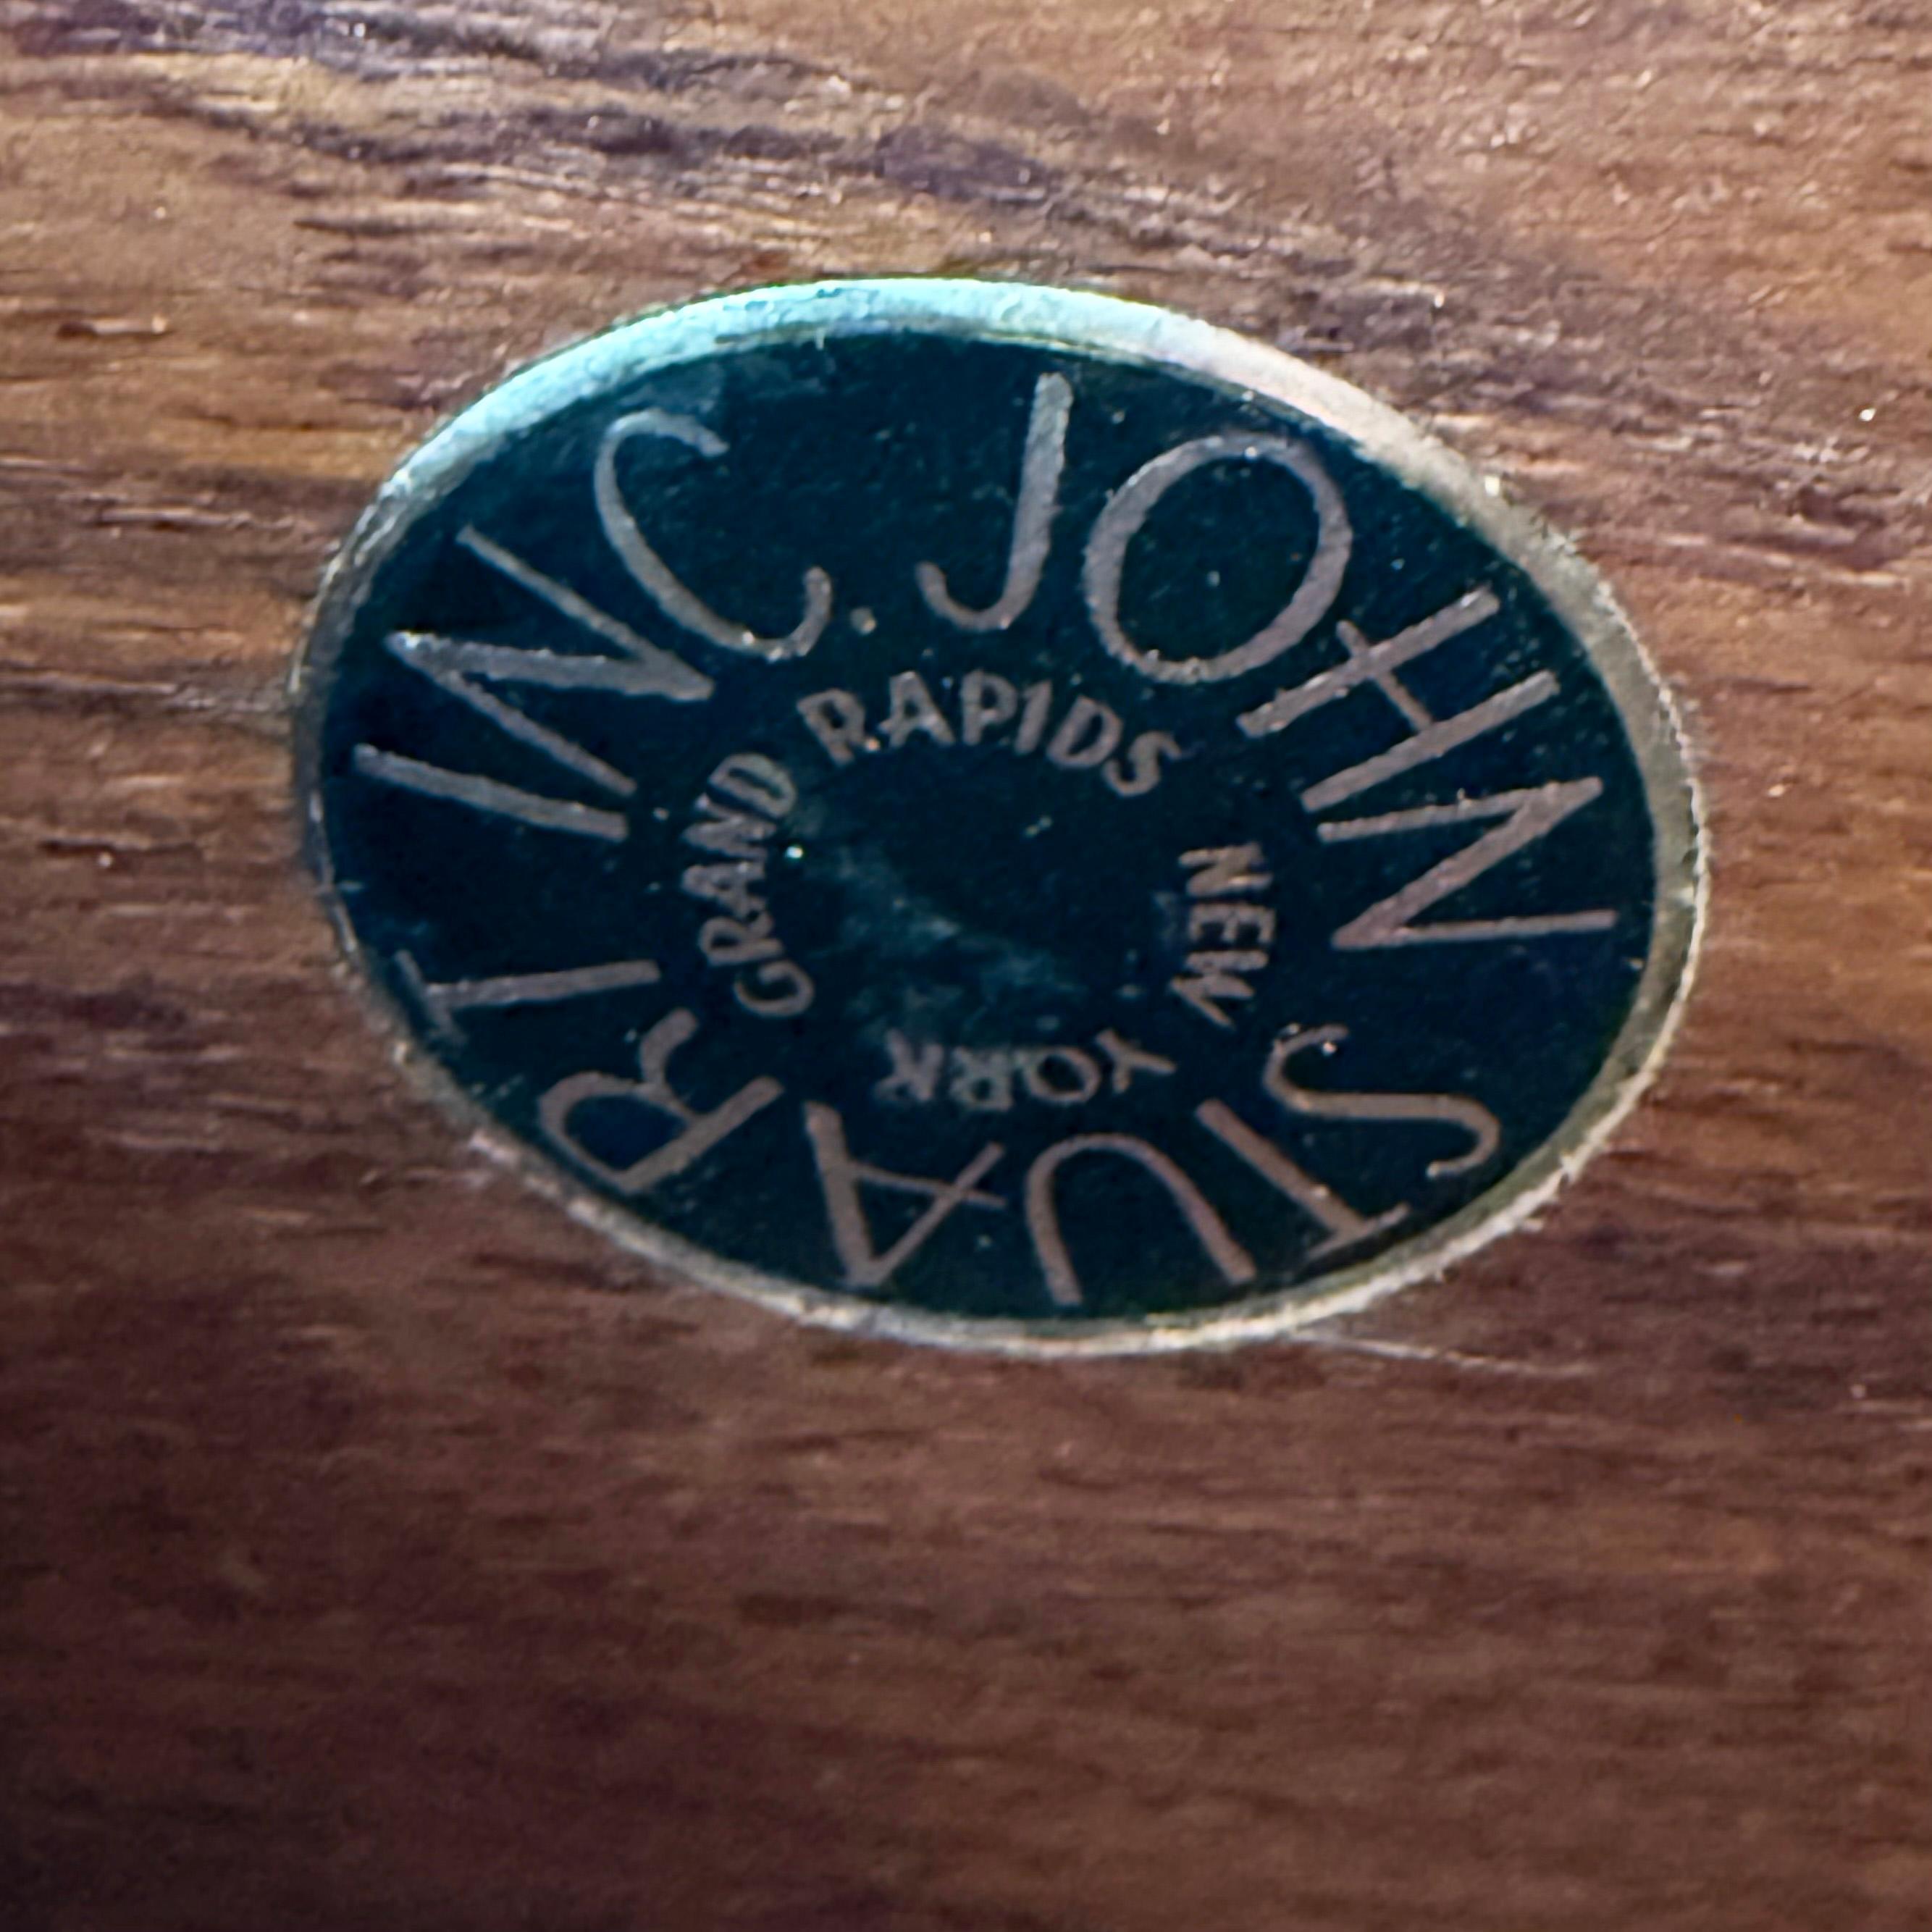 JOHN STUART INC.
GRAND RAPIDS NEW YORK